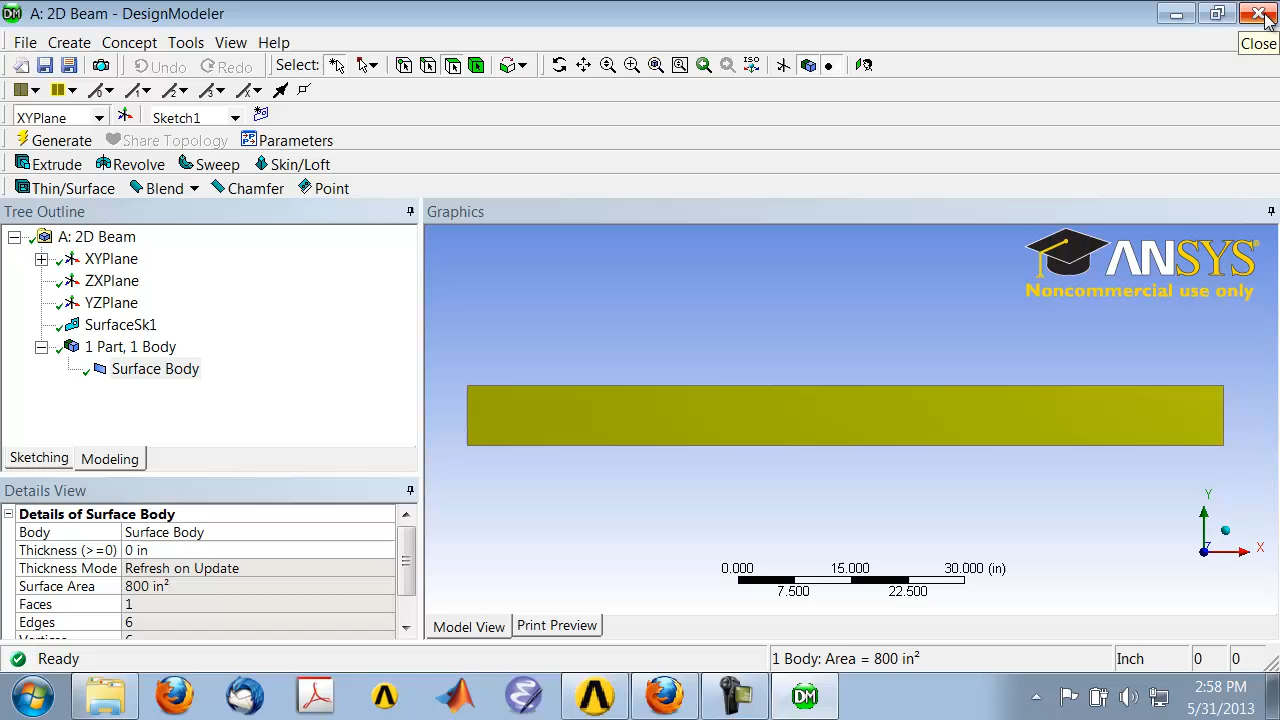 A: 2D Beam - DesignModeler
Close
File Create Concept Tools View Help
Undo Redo Select:
XYPlane Sketch1
Generate Share Topology Parameters
Extrude Revolve Sweep Skin/Loft
Thin/Surface Blend Chamfer Point
Tree Outline
A: 2D Beam
XYPlane
ZXPlane
YZPlane
SurfaceSk1
1 Part, 1 Body
Surface Body
Sketching Modeling
Details View
Details of Surface Body
Body Surface Body
Thickness (>=0) 0 in
Thickness Mode Refresh on Update
Surface Area 800 in²
Faces 1
Edges 6
Graphics
ANSYS
Noncommercial use only
Y
Z X
0.000 15.000 30.000 (in)
7.500 22.500
Model View Print Preview
Ready 1 Body: Area = 800 in² Inch 0 0
DM
2:58 PM
5/31/2013